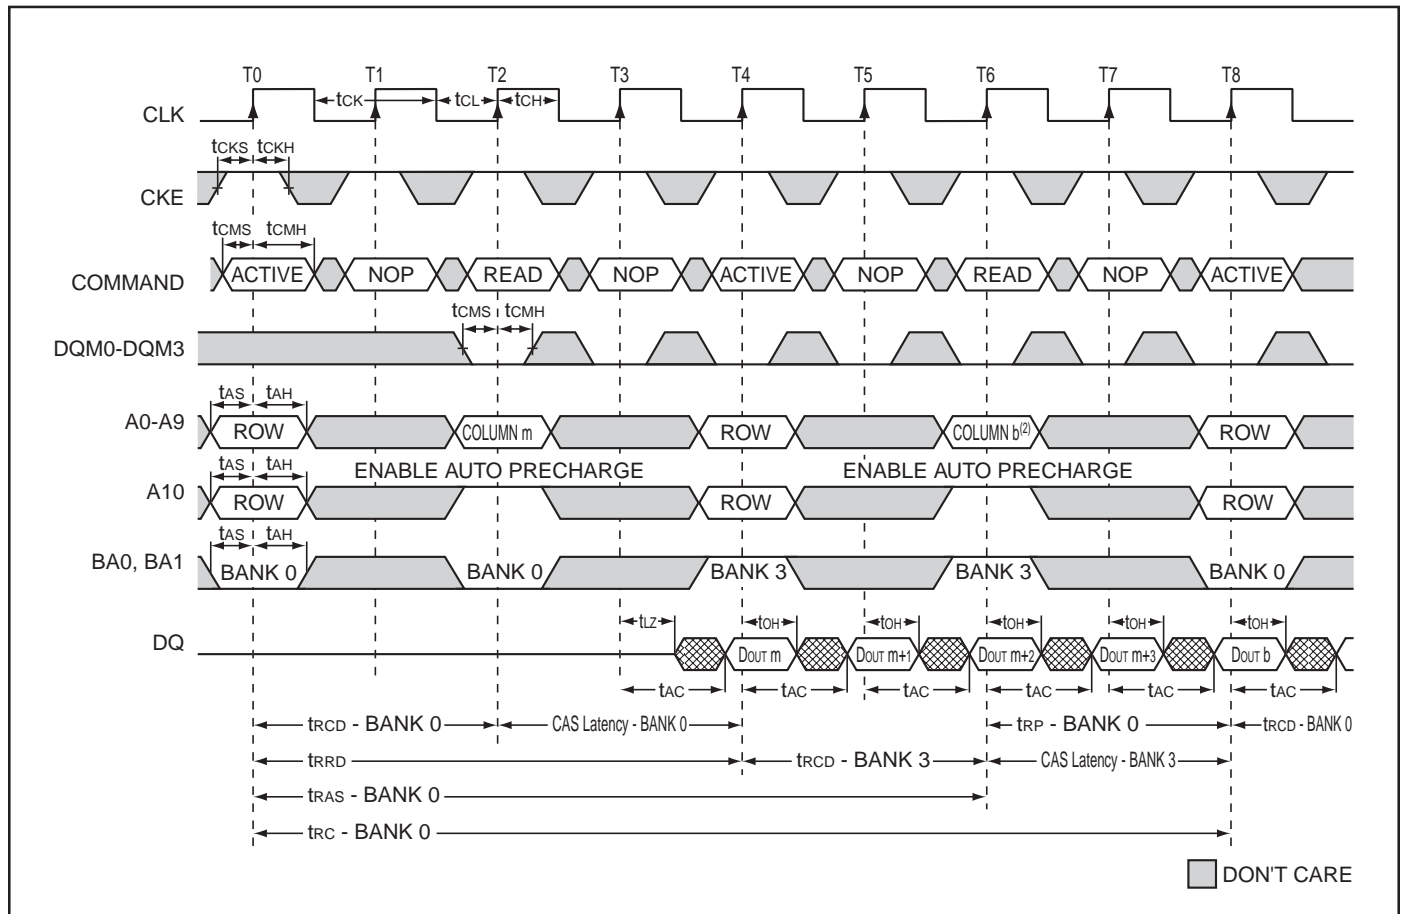 T0 T1 T2 T3 T4 T5 T6 T7 T8
CLK tCK tCL tCH
tCKS tCKH
CKE
tCMS tCMH
COMMAND ACTIVE NOP READ NOP ACTIVE NOP READ NOP ACTIVE
tCMS tCMH
DQM0-DQM3
tAS tAH
A0-A9 ROW COLUMN m ROW COLUMN b(2) ROW
tAS tAH ENABLE AUTO PRECHARGE ENABLE AUTO PRECHARGE
A10 ROW ROW ROW
tAS tAH
BA0, BA1 BANK 0 BANK 0 BANK 3 BANK 3 BANK 0
tLZ tOH tOH tOH tOH tOH
DQ DOUT m DOUT m+1 DOUT m+2 DOUT m+3 DOUT b
tAC tAC tAC tAC tAC tAC
tRCD - BANK 0 CAS Latency - BANK 0 tRP - BANK 0 tRCD - BANK 0
tRRD tRCD - BANK 3 CAS Latency - BANK 3
tRAS - BANK 0
tRC - BANK 0
DON'T CARE